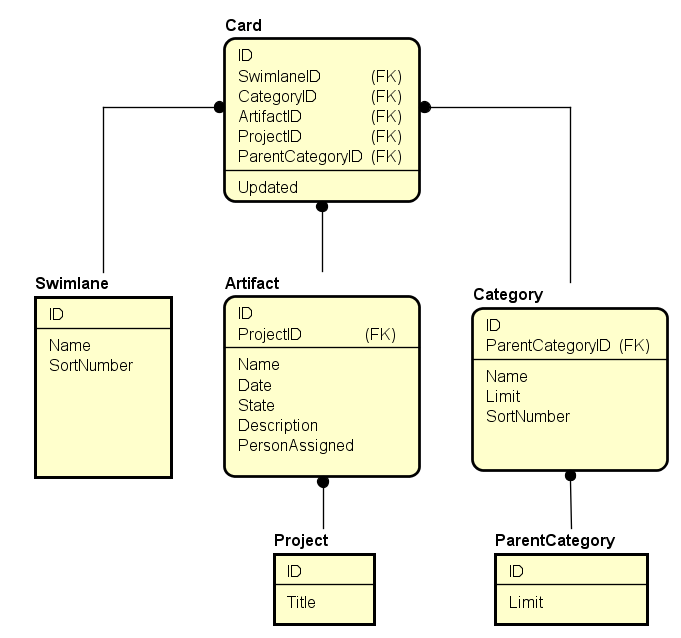 Card
ID
SwimlaneID (FK)
CategoryID (FK)
ArtifactID (FK)
ProjectID (FK)
ParentCategoryID (FK)
Updated
Swimlane
ID
Name
SortNumber
Artifact
ID
ProjectID (FK)
Name
Date
State
Description
PersonAssigned
Category
ID
ParentCategoryID (FK)
Name
Limit
SortNumber
Project
ID
Title
ParentCategory
ID
Limit